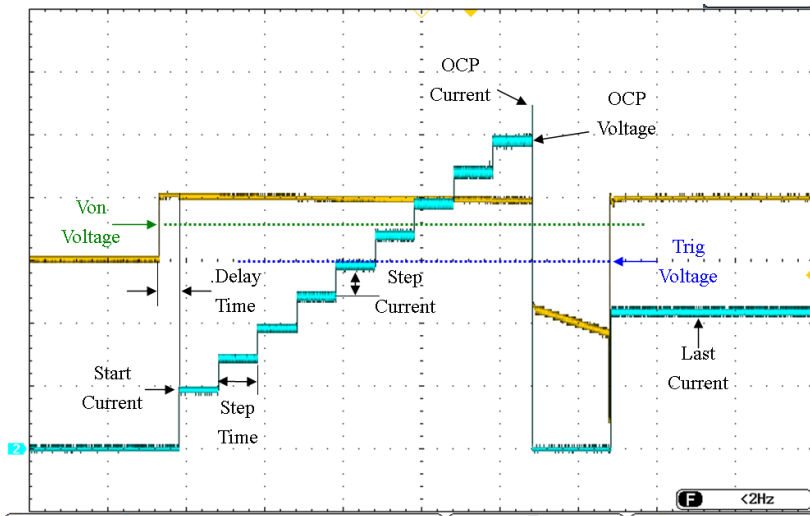 OCP
Current
OCP
Voltage
Von
Voltage
Delay
Time
Step
Current
Trig
Voltage
Start
Current
Step
Time
Last
Current
2
F <2Hz